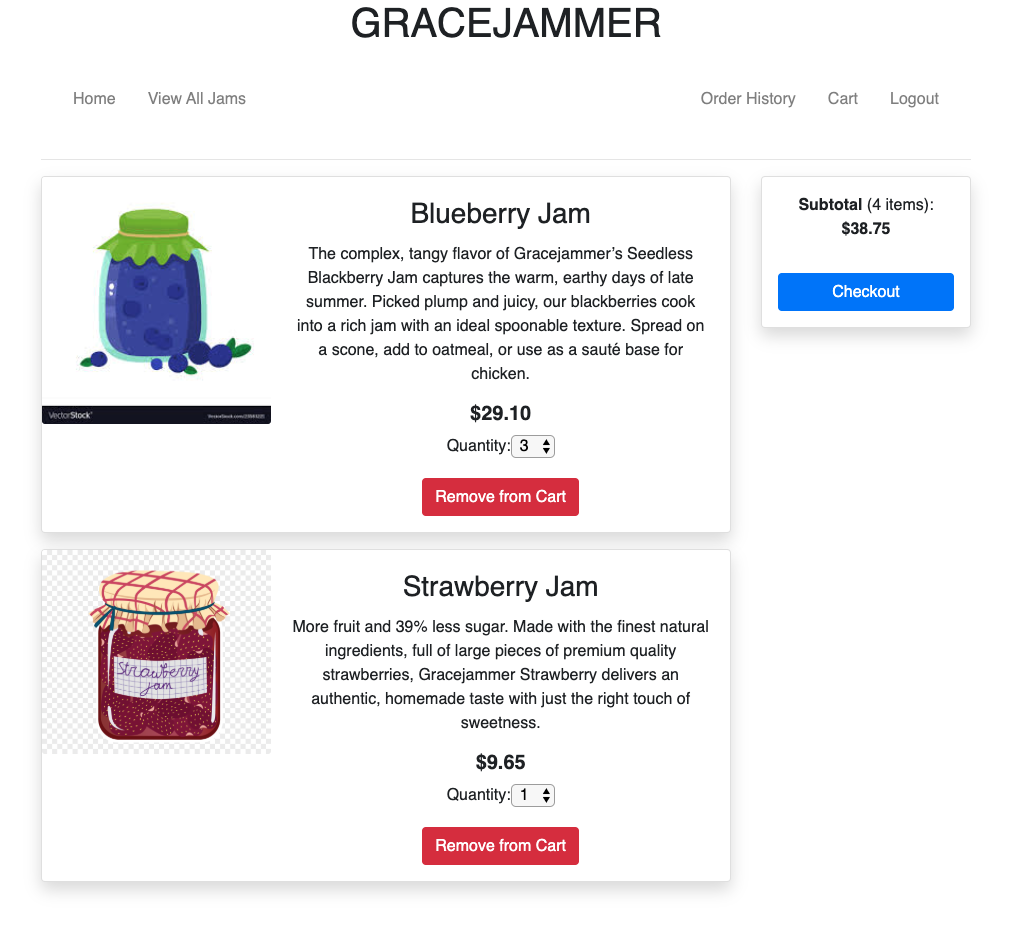 GRACEJAMMER
Home View All Jams Order History Cart Logout
Blueberry Jam
The complex, tangy flavor of Gracejammer’s Seedless
Blackberry Jam captures the warm, earthy days of late
summer. Picked plump and juicy, our blackberries cook
into a rich jam with an ideal spoonable texture. Spread on
a scone, add to oatmeal, or use as a sauté base for
chicken.
$29.10
Quantity: 3
Remove from Cart
VectorStock®
Subtotal (4 items):
$38.75
Checkout
Strawberry Jam
More fruit and 39% less sugar. Made with the finest natural
ingredients, full of large pieces of premium quality
strawberries, Gracejammer Strawberry delivers an
authentic, homemade taste with just the right touch of
sweetness.
$9.65
Quantity: 1
Remove from Cart
Strawberry
jam